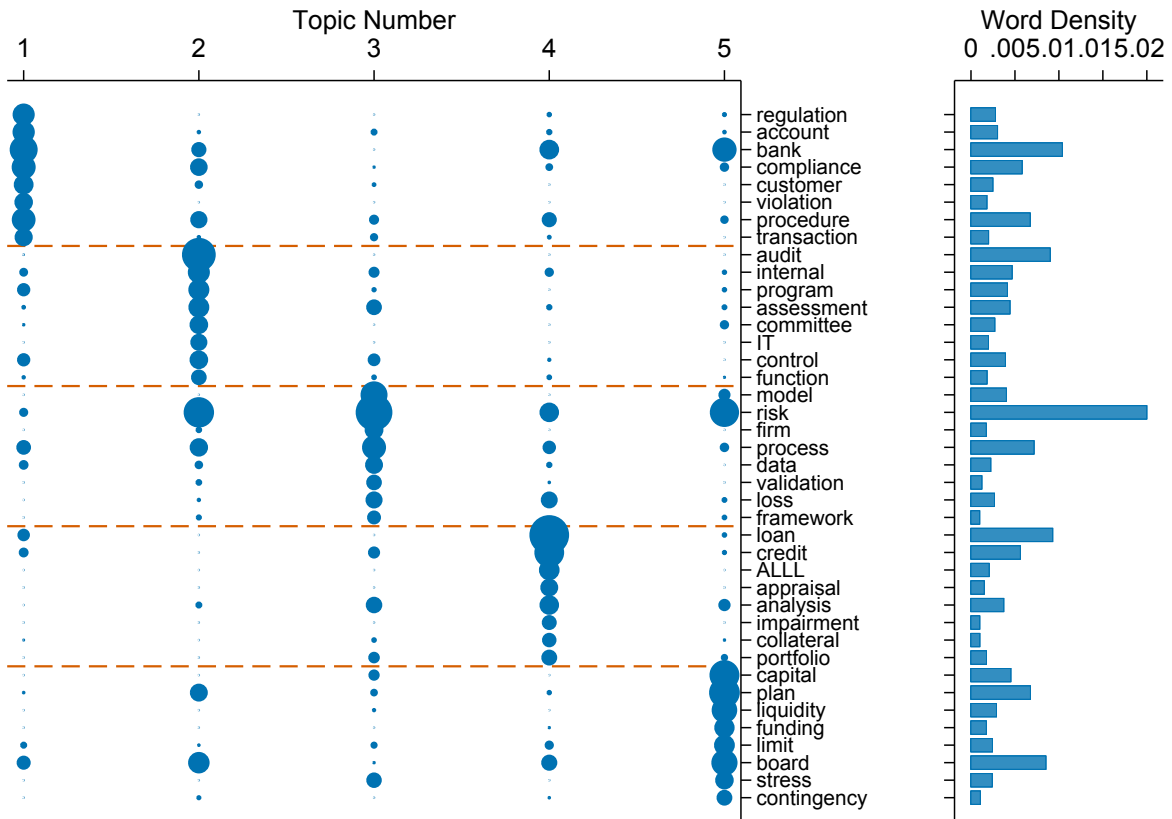 Topic Number
Word Density
1 2 3 4 5
0 .005 .01 .015 .02
regulation
account
bank
compliance
customer
violation
procedure
transaction
audit
internal
program
assessment
committee
IT
control
function
model
risk
firm
process
data
validation
loss
framework
loan
credit
ALLL
appraisal
analysis
impairment
collateral
portfolio
capital
plan
liquidity
funding
limit
board
stress
contingency